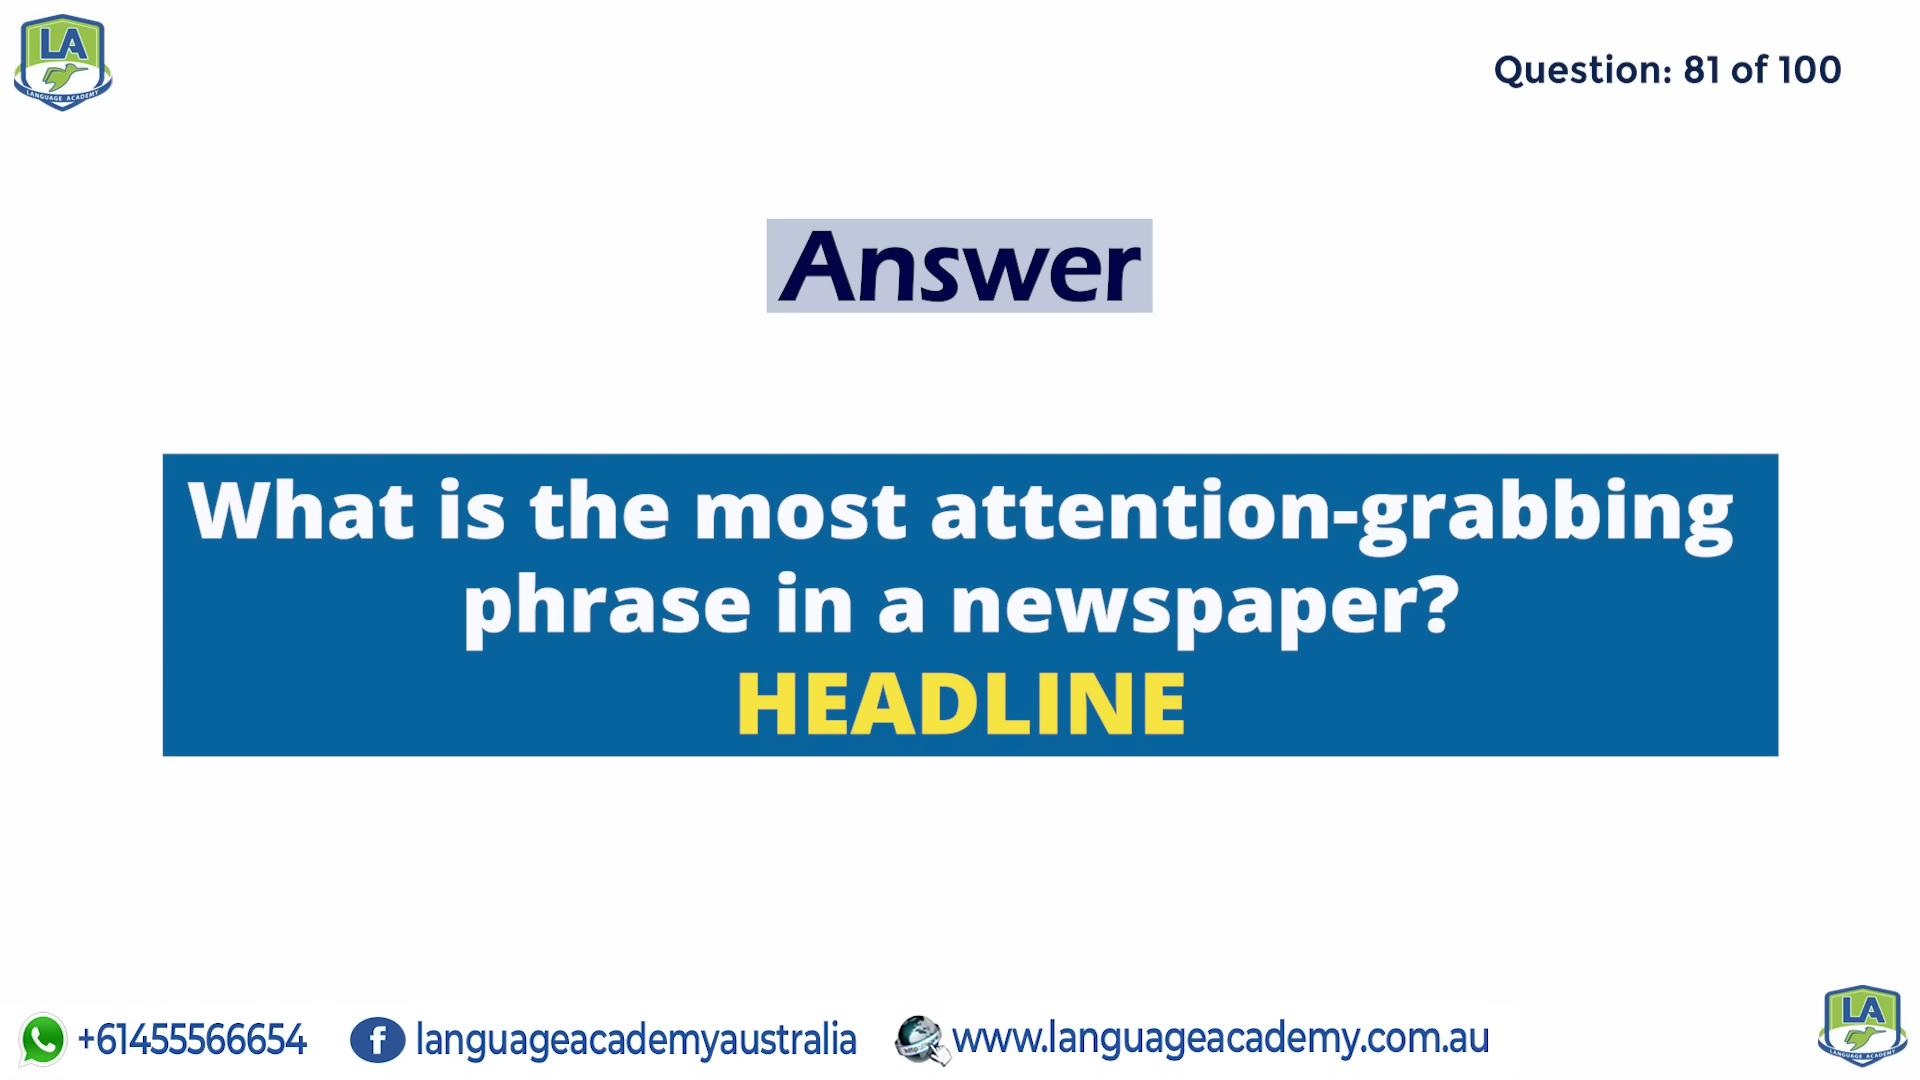 LA
LANGUAGE ACADEMY
Question: 81 of 100
Answer
What is the most attention-grabbing
phrase in a newspaper?
HEADLINE
+61455566654
f languageacademyaustralia
http
www.languageacademy.com.au
LA
LANGUAGE ACADEMY